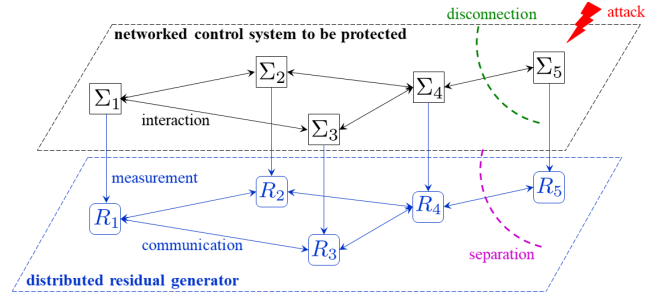 disconnection
attack
networked control system to be protected
Σ1
Σ2
Σ3
Σ4
Σ5
interaction
measurement
R1
R2
R3
R4
R5
communication
separation
distributed residual generator